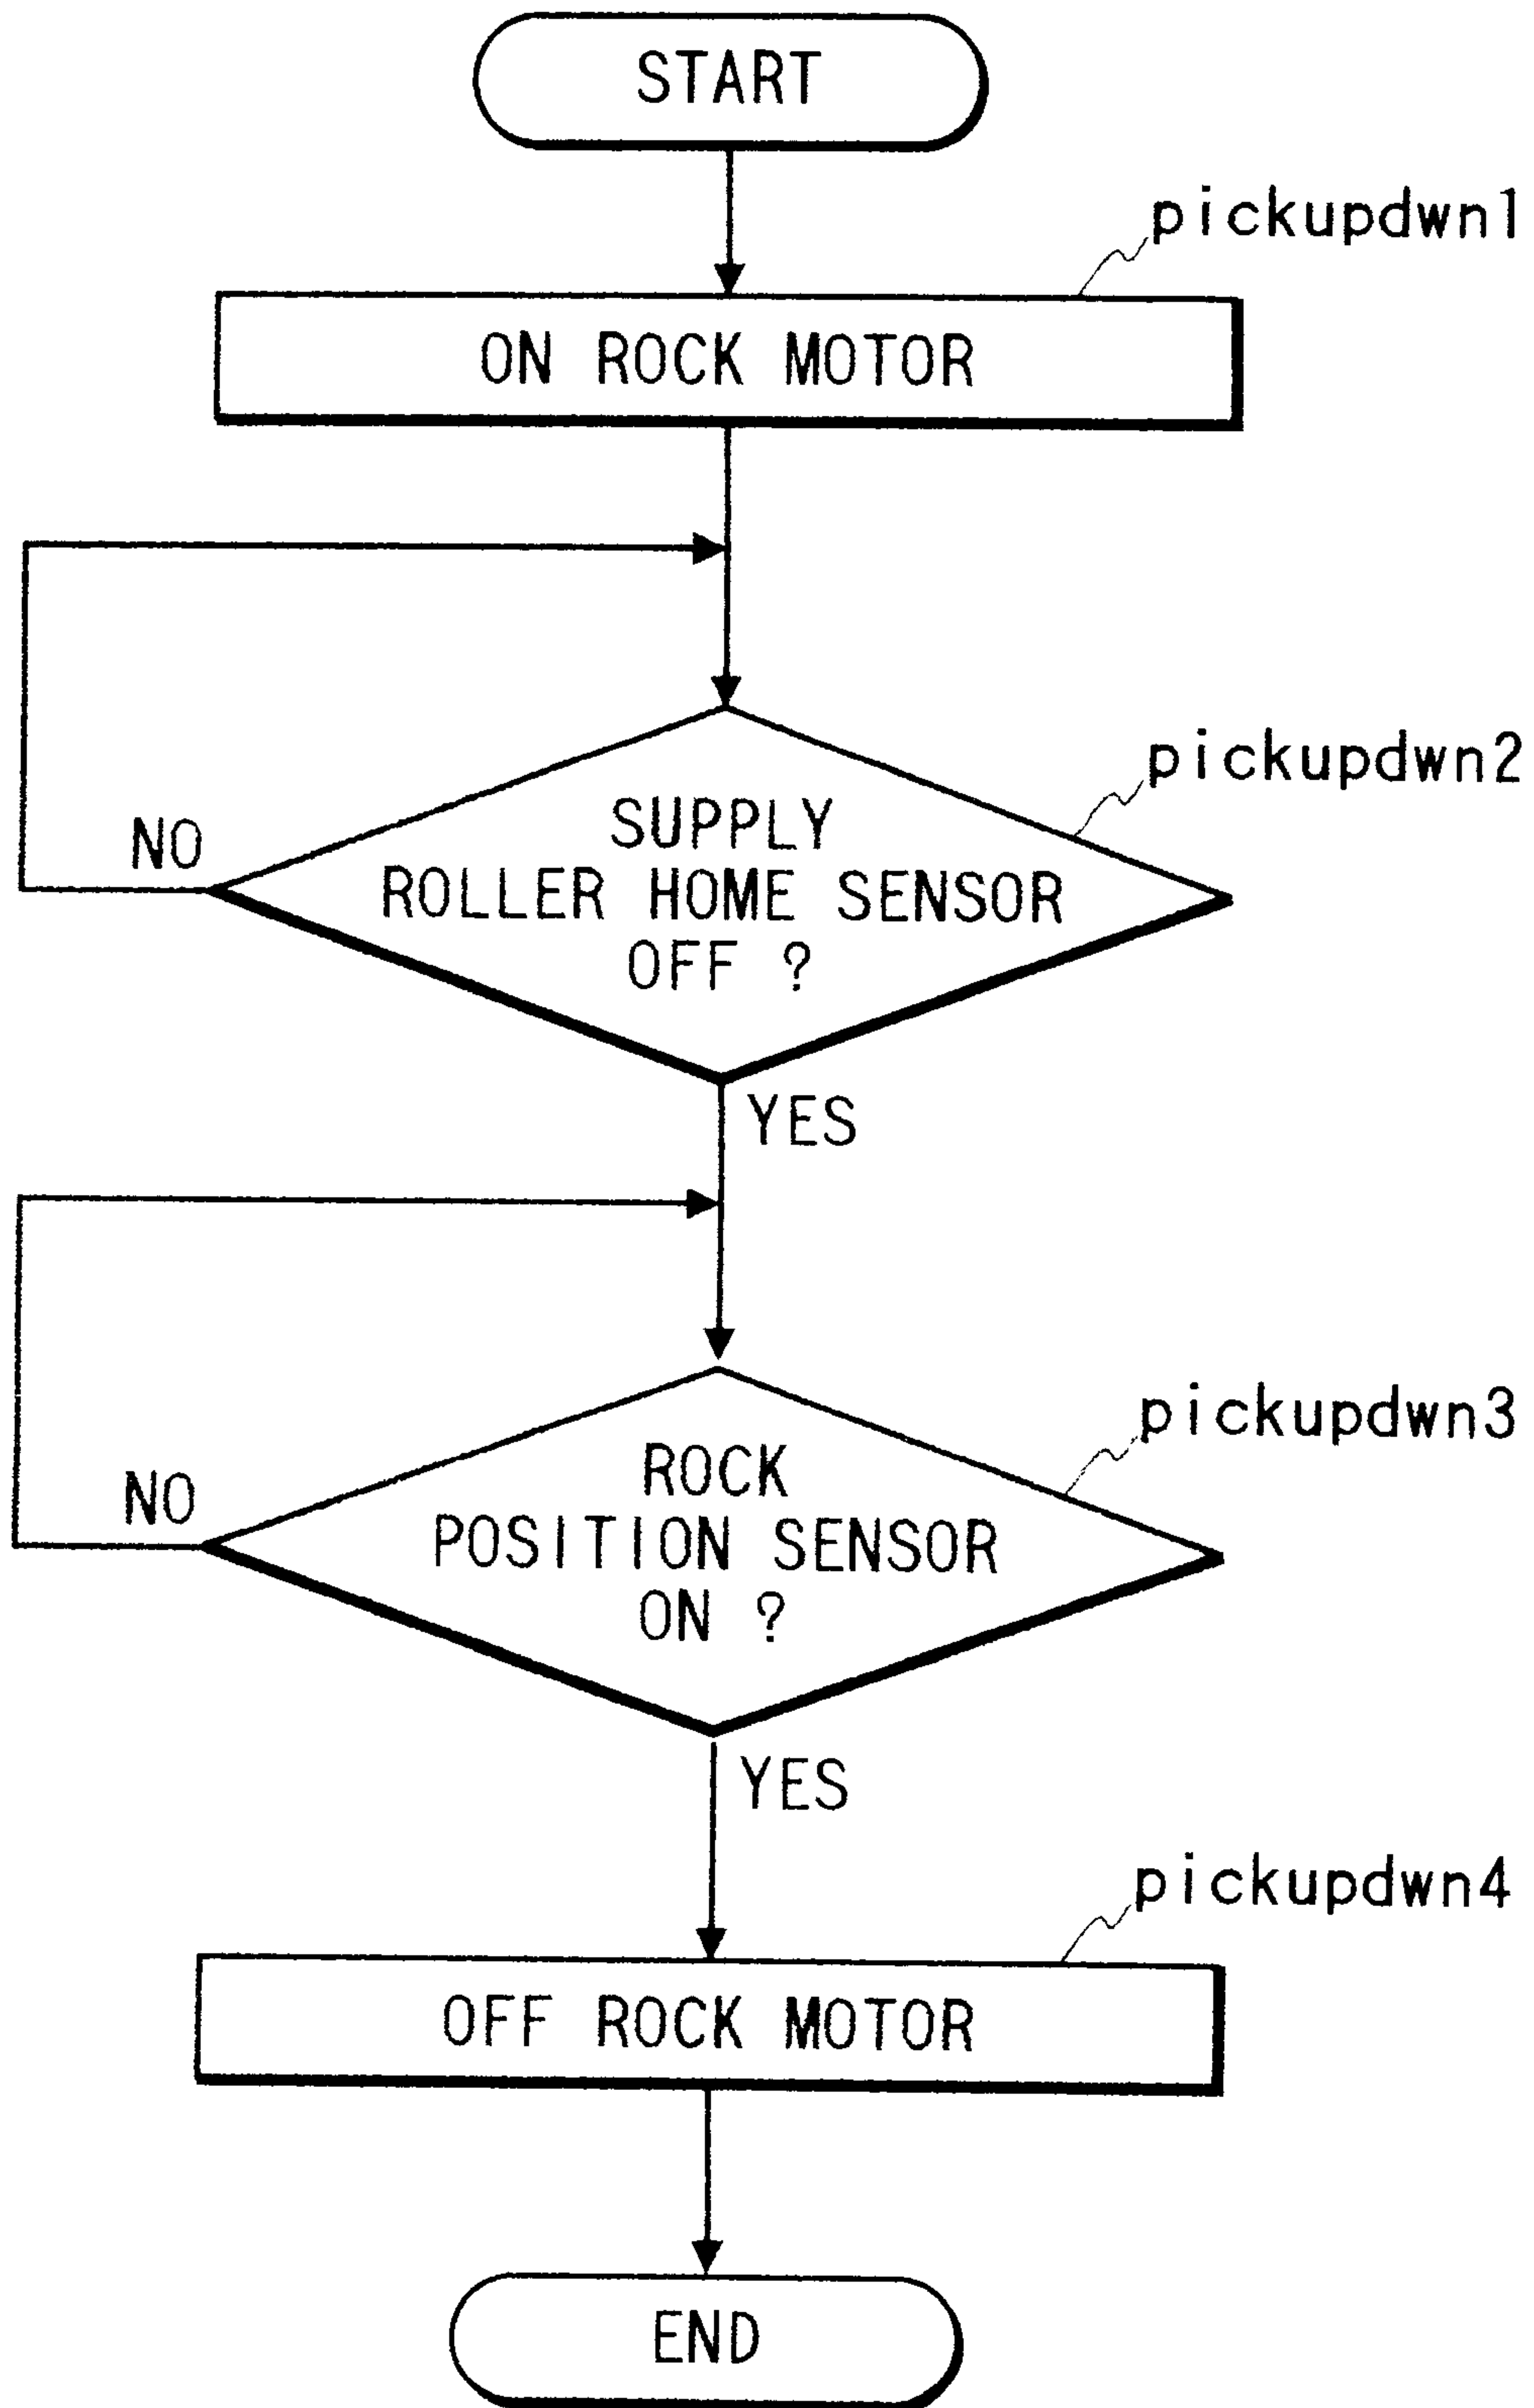 START
pickupdwn1
ON ROCK MOTOR
pickupdwn2
SUPPLY
ROLLER HOME SENSOR
OFF ?
NO
YES
pickupdwn3
ROCK
POSITION SENSOR
ON ?
NO
YES
pickupdwn4
OFF ROCK MOTOR
END